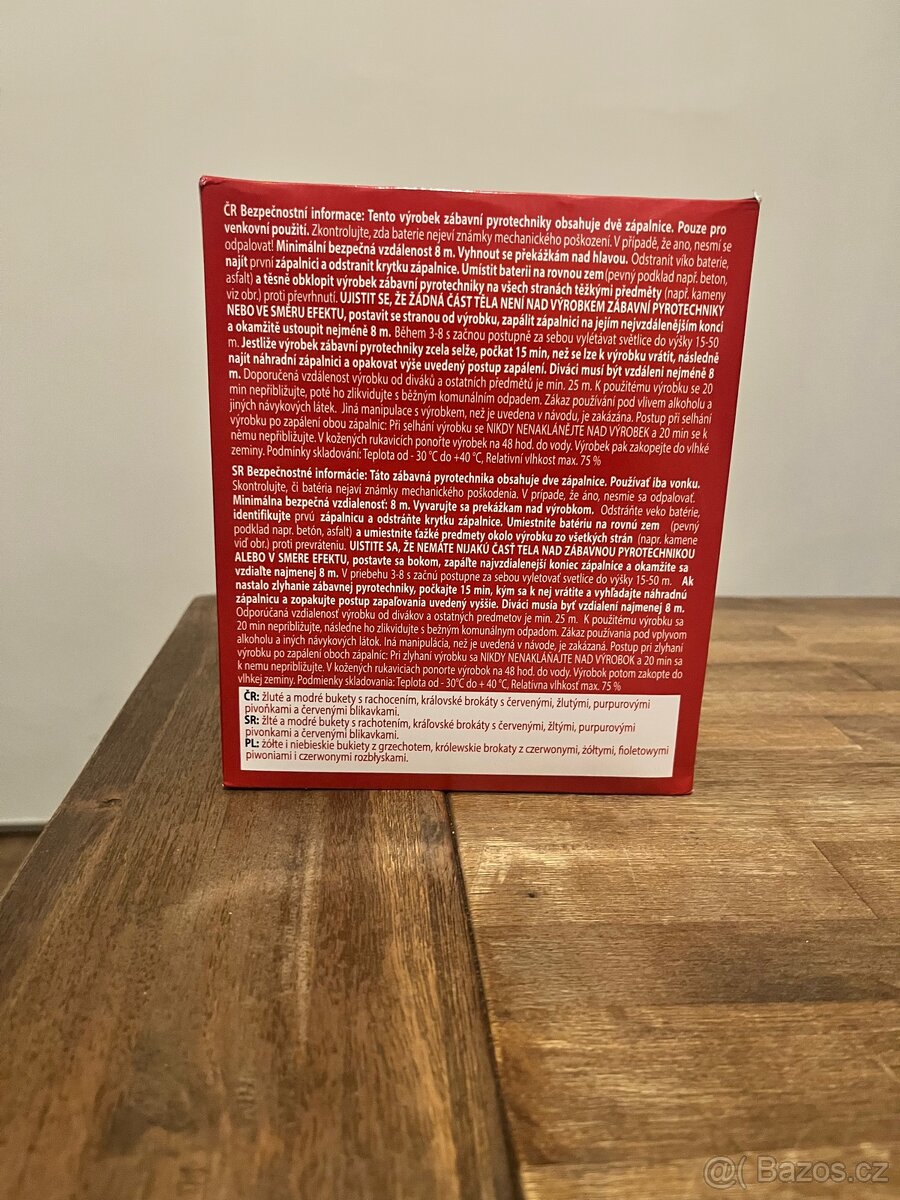 ČR Bezpečnostní informace: Tento výrobek zábavní pyrotechniky obsahuje dvě zápalnice. Pouze pro
venkovní použití. Zkontrolujte, zda baterie nejeví známky mechanického poškození. V případě, že ano, nesmí se
odpalovat! Minimální bezpečná vzdálenost 8 m. Vyhnout se překážkám nad hlavou. Odstranit víko baterie,
najít první zápalnici a odstranit krytku zápalnice. Umístit baterii na rovnou zem (pevný podklad např. beton,
asfalt) a těsně obklopit výrobek zábavní pyrotechniky na všech stranách těžkými předměty (např. kameny
viz obr.) proti převrhnutí. UJISTIT SE, ŽE ŽÁDNÁ ČÁST TĚLA NENÍ NAD VÝROBKEM ZÁBAVNÍ PYROTECHNIKY
NEBO VE SMĚRU EFEKTU, postavit se stranou od výrobku, zapálit zápalnici na jejím nejvzdálenějším konci
a okamžitě ustoupit nejméně 8 m. Během 3-8 s začnou postupně za sebou vylétávat světlice do výšky 15-50
m. Jestliže výrobek zábavní pyrotechniky zcela selže, počkat 15 min, než se lze k výrobku vrátit, následně
najít náhradní zápalnici a opakovat výše uvedený postup zapálení. Diváci musí být vzdáleni nejméně 8
m. Doporučená vzdálenost výrobku od diváků a ostatních předmětů je min. 25 m. K použitému výrobku se 20
min nepřibližujte, poté ho zlikvidujte s běžným komunálním odpadem. Zákaz používání pod vlivem alkoholu a
jiných návykových látek. Jiná manipulace s výrobkem, než je uvedena v návodu, je zakázána. Postup při selhání
výrobku po zapálení obou zápalnic: Při selhání výrobku se NIKDY NENAKLÁNĚJTE NAD VÝROBEK a 20 min se k
němu nepřibližujte. V kožených rukavicích ponořte výrobek na 48 hod. do vody. Výrobek pak zakopejte do vlhké
zeminy. Podmínky skladování: Teplota od - 30 °C do +40 °C, Relativní vlhkost max. 75 %
SR Bezpečnostné informácie: Táto zábavná pyrotechnika obsahuje dve zápalnice. Používať iba vonku.
Skontrolujte, či batéria nejaví známky mechanického poškodenia. V prípade, že áno, nesmie sa odpalovať.
Minimálna bezpečná vzdialenosť: 8 m. Vyvarujte sa prekážkam nad výrobkom. Odstráňte veko batérie,
identifikujte prvú zápalnicu a odstráňte krytku zápalnice. Umiestnite batériu na rovnú zem (pevný
podklad napr. betón, asfalt) a umiestnite ťažké predmety okolo výrobku zo všetkých strán (napr. kamene
viď obr.) proti prevráteniu. UISTITE SA, ŽE NEMÁTE NIJAKÚ ČASŤ TELA NAD ZÁBAVNOU PYROTECHNIKOU
ALEBO V SMERE EFEKTU, postavte sa bokom, zapáľte najvzdialenejší koniec zápalnice a okamžite sa
vzdiaľte najmenej 8 m. V priebehu 3-8 s začnú postupne za sebou vyletovať svetlice do výšky 15-50 m. Ak
nastalo zlyhanie zábavnej pyrotechniky, počkajte 15 min, kým sa k nej vrátite a vyhľadajte náhradnú
zápalnicu a zopakujte postup zapaľovania uvedený vyššie. Diváci musia byť vzdialení najmenej 8 m.
Odporúčaná vzdialenosť výrobku od divákov a ostatných predmetov je min. 25 m. K použitému výrobku sa
20 min nepribližujte, následne ho zlikvidujte s bežným komunálnym odpadom. Zákaz používania pod vplyvom
alkoholu a iných návykových látok. Iná manipulácia, než je uvedená v návode, je zakázaná. Postup pri zlyhaní
výrobku po zapálení oboch zápalnic: Pri zlyhaní výrobku sa NIKDY NENAKLÁŇAJTE NAD VÝROBOK a 20 min sa
k nemu nepribližujte. V kožených rukaviciach ponorte výrobok na 48 hod. do vody. Výrobok potom zakopte do
vlhkej zeminy. Podmienky skladovania: Teplota od - 30°C do + 40 °C, Relatívna vlhkosť max. 75 %
ČR: žluté a modré bukety s rachocením, královské brokáty s červenými, žlutými, purpurovými
pivoňkami a červenými blikavkami.
SR: žlté a modré bukety s rachotením, kráľovské brokáty s červenými, žltými, purpurovými
pivonkami a červenými blikavkami.
PL: żółte i niebieskie bukiety z grzechotem, królewskie brokaty z czerwonymi, żółtymi, fioletowymi
piwoniami i czerwonymi rozbłyskami.
@( Bazos.cz